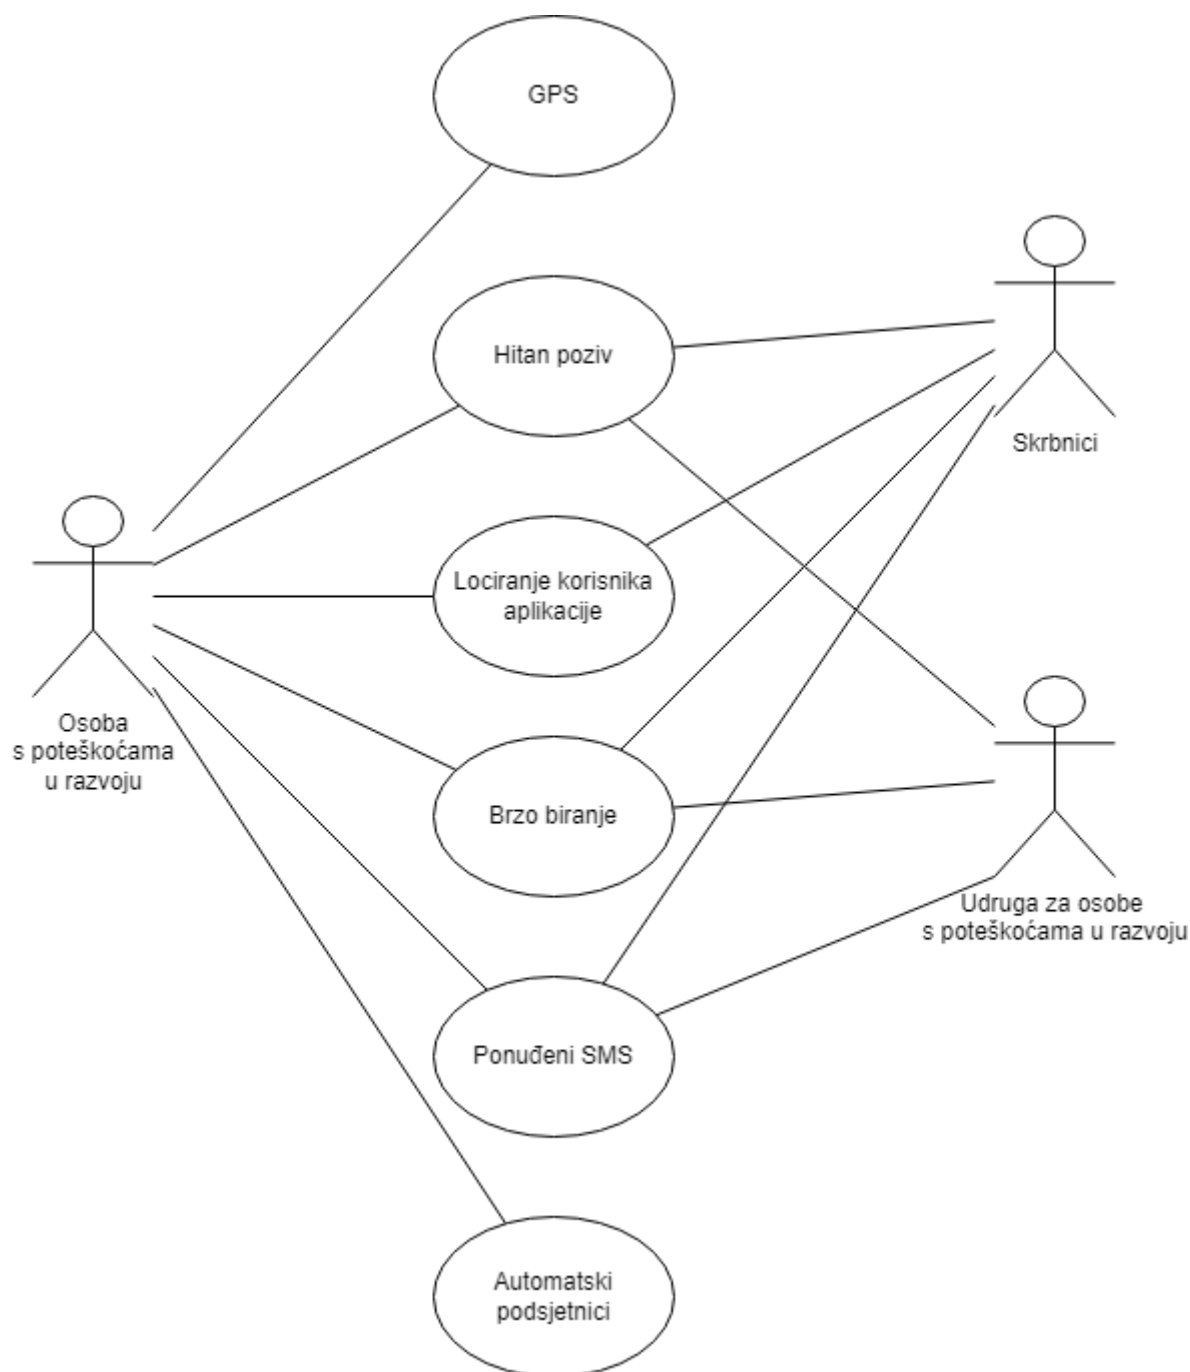 GPS
Hitan poziv
Skrbnici
Lociranje korisnika
aplikacije
Osoba
s poteškoćama
u razvoju
Brzo biranje
Udruga za osobe
s poteškoćama u razvoju
Ponuđeni SMS
Automatski
podsjetnici